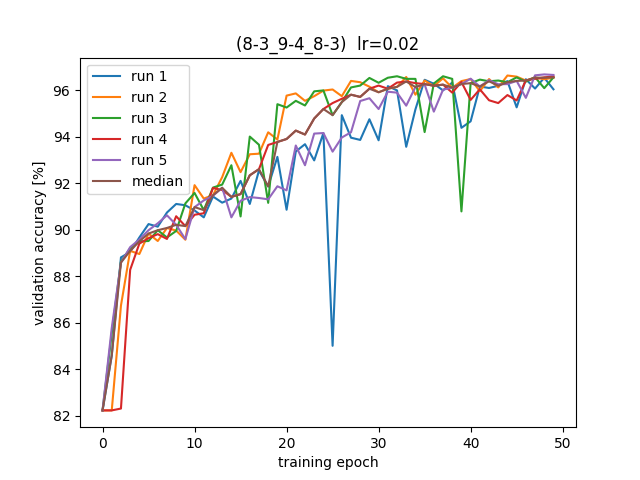 (8-3_9-4_8-3) lr=0.02
run 1
run 2
run 3
run 4
run 5
median
validation accuracy [%]
96
94
92
90
88
86
84
82
0 10 20 30 40 50
training epoch